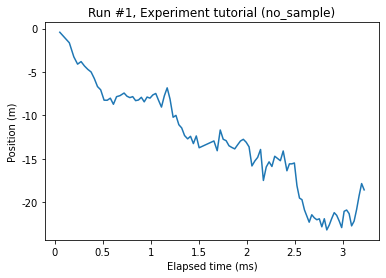 Run #1, Experiment tutorial (no_sample)
0
-5
-10
-15
-20
Position (m)
0 0.5 1 1.5 2 2.5 3
Elapsed time (ms)